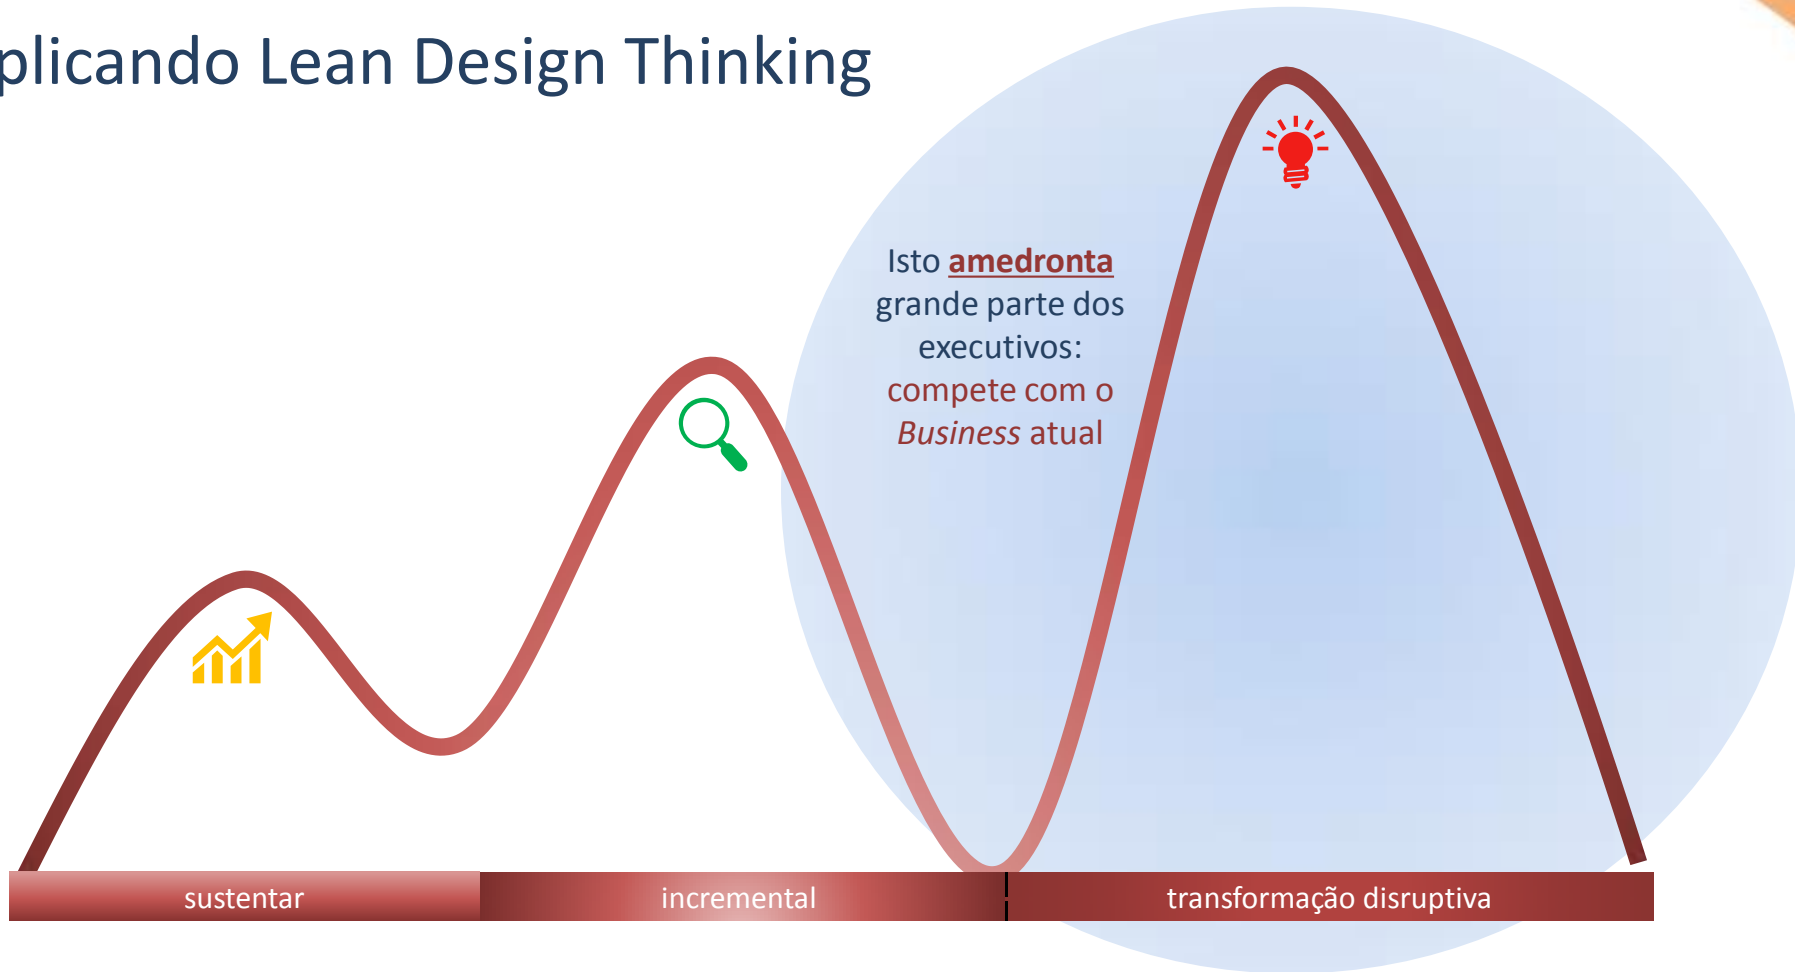 plicando Lean Design Thinking
Isto amedronta
grande parte dos
executivos:
compete com o
Business atual
sustentar
incremental
transformação disruptiva